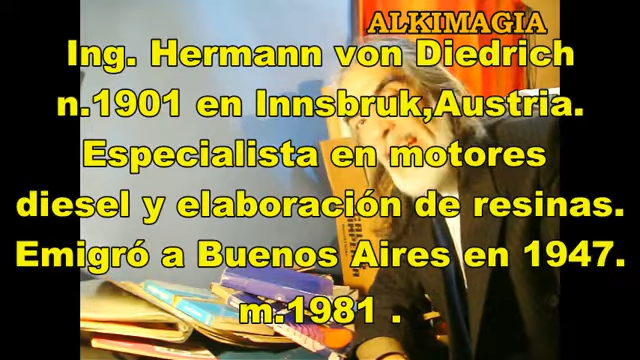 ALKIMAGIA
Ing. Hermann von Diedrich
n.1901 en Innsbruk,Austria.
Especialista en motores
diesel y elaboración de resinas.
Emigró a Buenos Aires en 1947.
m.1981 .